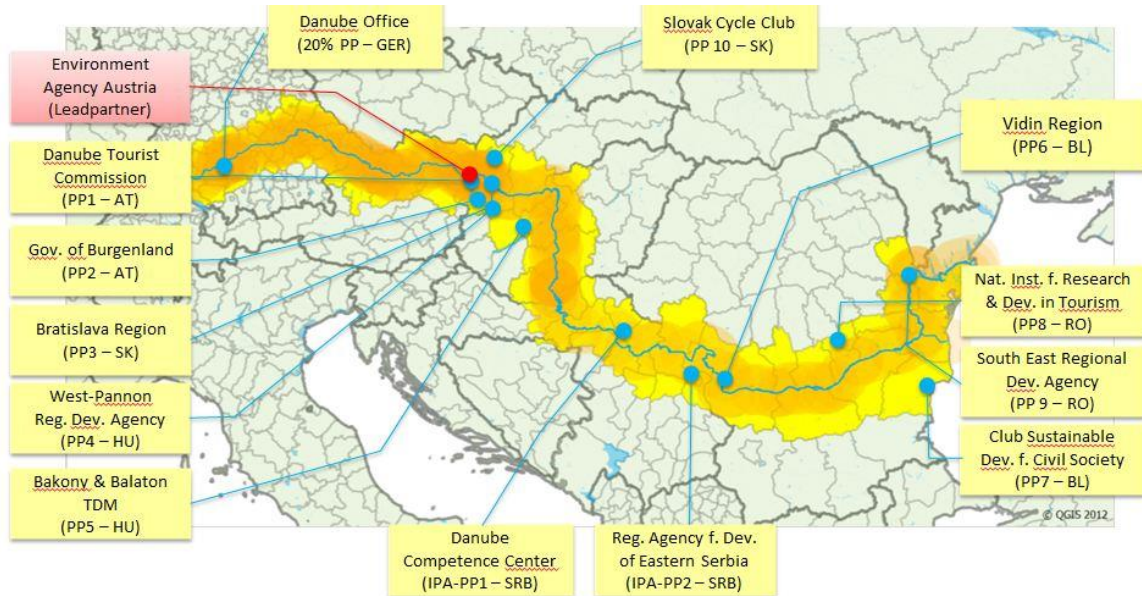 Danube Office
(20% PP – GER)
Slovak Cycle Club
(PP 10 – SK)
Environment
Agency Austria
(Leadpartner)
Vidin Region
(PP6 – BL)
Danube Tourist
Commission
(PP1 – AT)
Gov. of Burgenland
(PP2 – AT)
Nat. Inst. f. Research
& Dev. in Tourism
(PP8 – RO)
Bratislava Region
(PP3 – SK)
South East Regional
Dev. Agency
(PP 9 – RO)
West-Pannon
Reg. Dev. Agency
(PP4 – HU)
Club Sustainable
Dev. f. Civil Society
(PP7 – BL)
Bakony & Balaton
TDM
(PP5 – HU)
© QGIS 2012
Danube
Competence Center
(IPA-PP1 – SRB)
Reg. Agency f. Dev.
of Eastern Serbia
(IPA-PP2 – SRB)